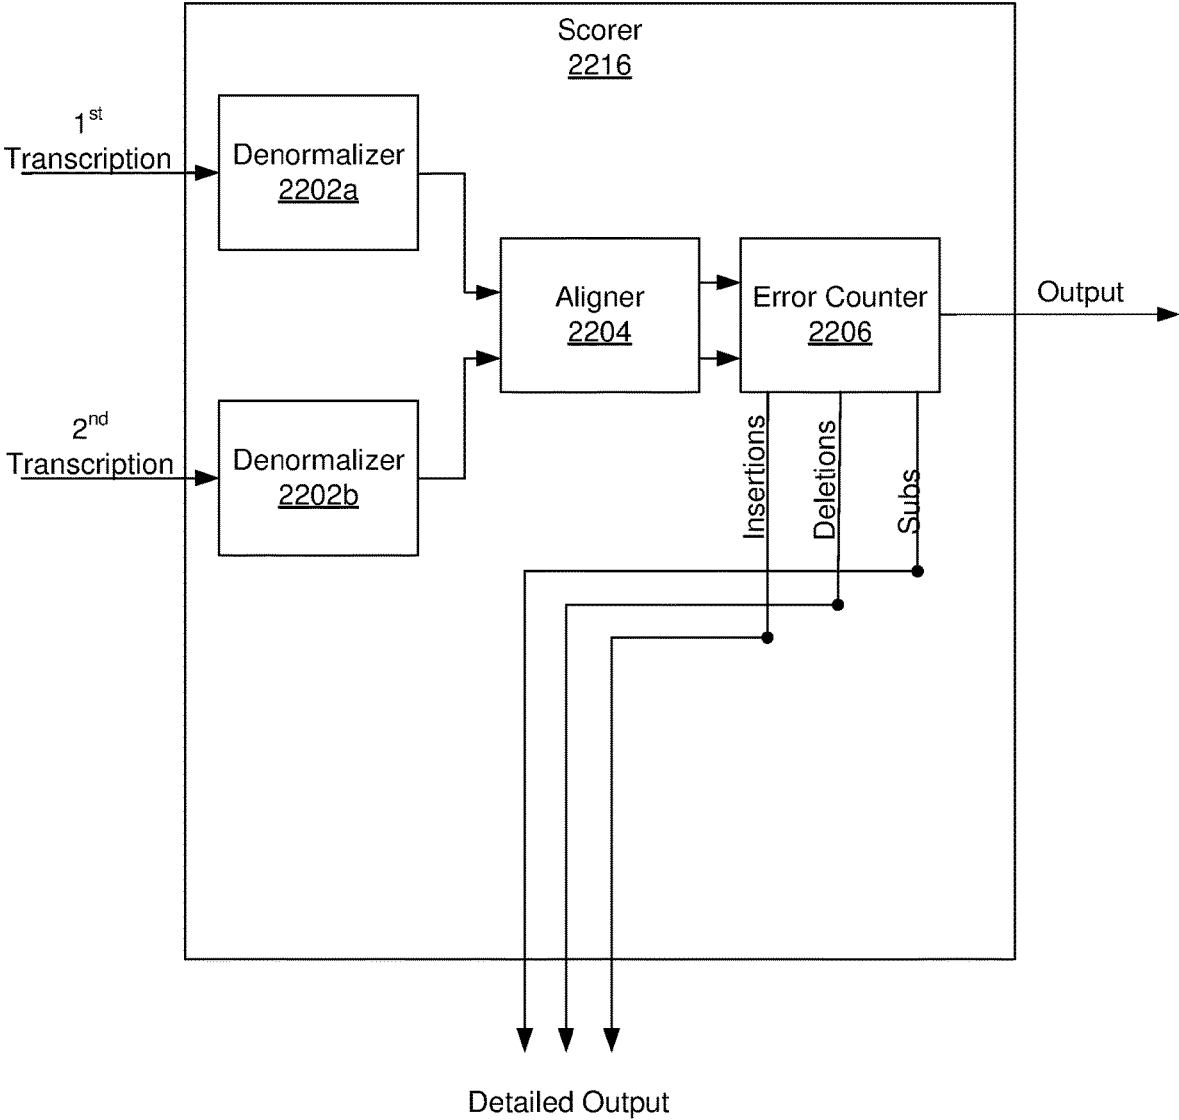 Scorer
2216
1st
Transcription
Denormalizer
2202a
Aligner
2204
Error Counter
2206
Output
2nd
Transcription
Denormalizer
2202b
Insertions
Deletions
Subs
Detailed Output